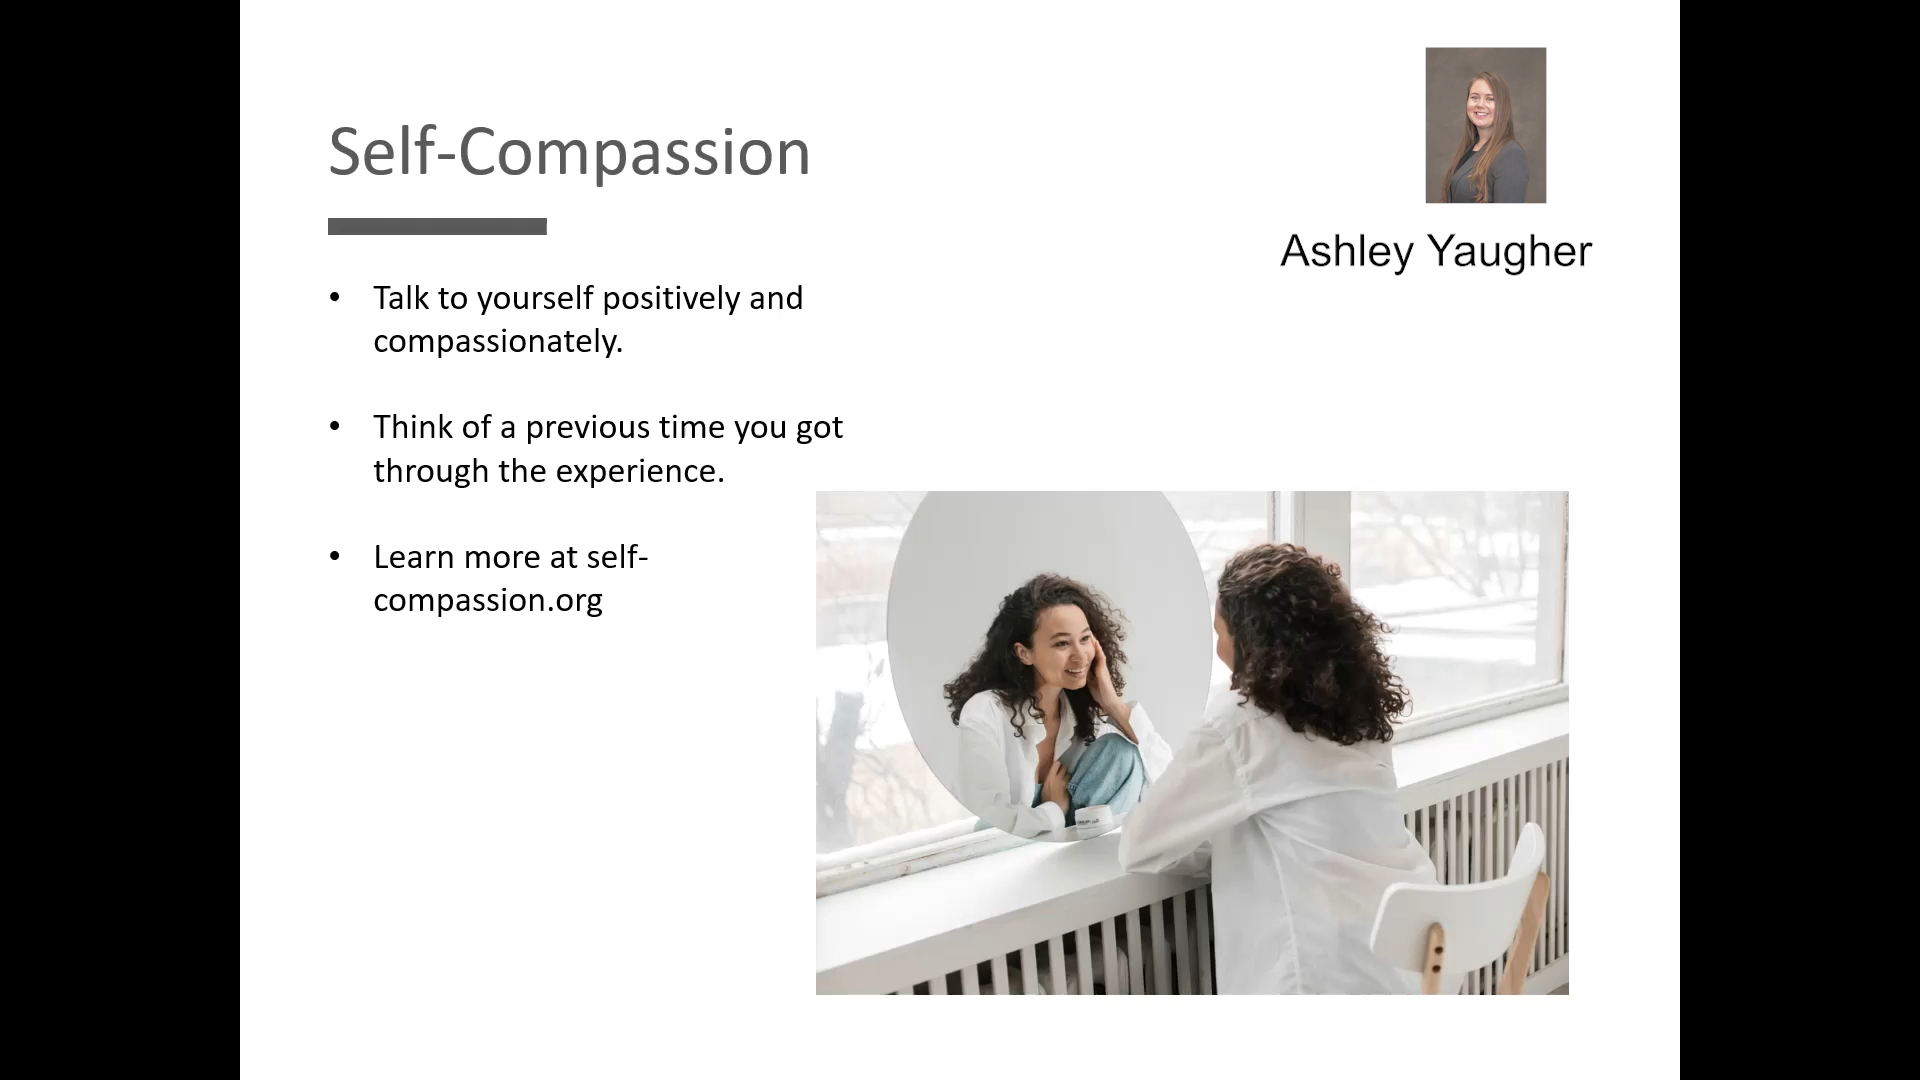 Self-Compassion
Ashley Yaugher
• Talk to yourself positively and
compassionately.
• Think of a previous time you got
through the experience.
• Learn more at self-
compassion.org